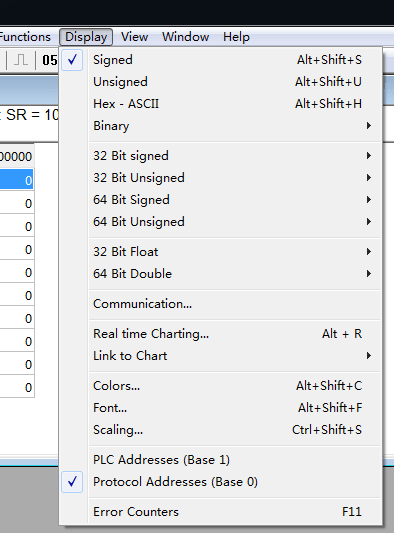 Functions Display View Window Help
05
: SR = 10
00000
0
0
0
0
0
0
0
0
0
0
Signed Alt+Shift+S
Unsigned Alt+Shift+U
Hex - ASCII Alt+Shift+H
Binary
32 Bit signed
32 Bit Unsigned
64 Bit Signed
64 Bit Unsigned
32 Bit Float
64 Bit Double
Communication...
Real time Charting... Alt + R
Link to Chart
Colors... Alt+Shift+C
Font... Alt+Shift+F
Scaling... Ctrl+Shift+S
PLC Addresses (Base 1)
Protocol Addresses (Base 0)
Error Counters F11